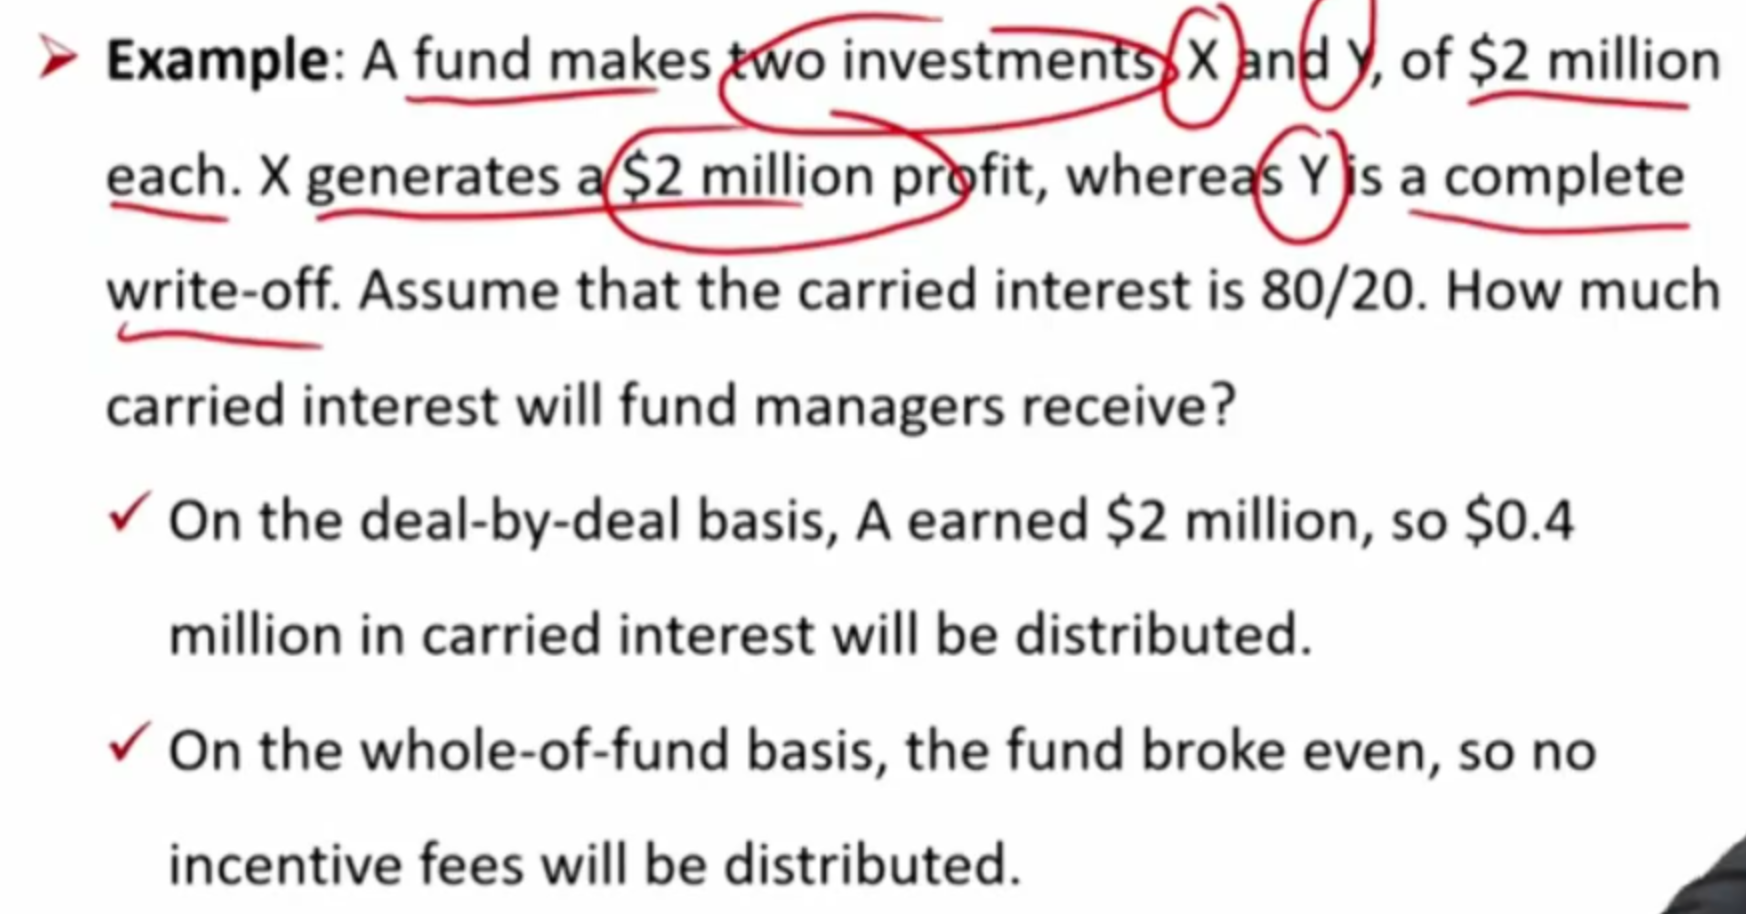 Example: A fund makes two investments, X and Y, of $2 million
each. X generates a $2 million profit, whereas Y is a complete
write-off. Assume that the carried interest is 80/20. How much
carried interest will fund managers receive?
On the deal-by-deal basis, A earned $2 million, so $0.4
million in carried interest will be distributed.
On the whole-of-fund basis, the fund broke even, so no
incentive fees will be distributed.